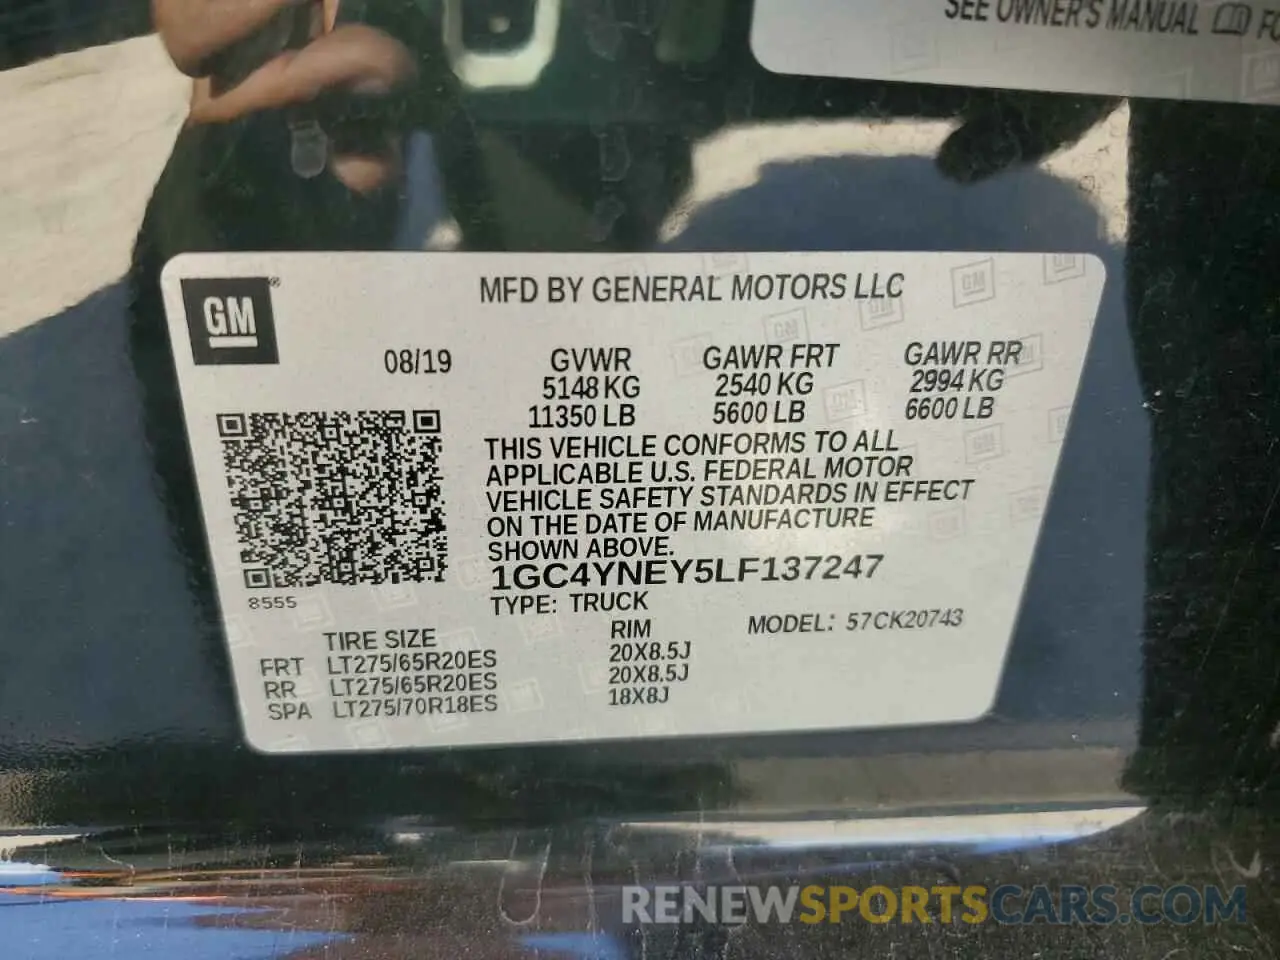 SEE OWNER'S MANUAL
GM
MFD BY GENERAL MOTORS LLC
08/19 GVWR GAWR FRT GAWR RR
5148 KG 2540 KG 2994 KG
11350 LB 5600 LB 6600 LB
THIS VEHICLE CONFORMS TO ALL
APPLICABLE U.S. FEDERAL MOTOR
VEHICLE SAFETY STANDARDS IN EFFECT
ON THE DATE OF MANUFACTURE
SHOWN ABOVE.
1GC4YNEY5LF137247
8555
TYPE: TRUCK
MODEL: 57CK20743
TIRE SIZE RIM
FRT LT275/65R20ES 20X8.5J
RR LT275/65R20ES 20X8.5J
SPA LT275/70R18ES 18X8J
RENEWSPORTSCARS.COM